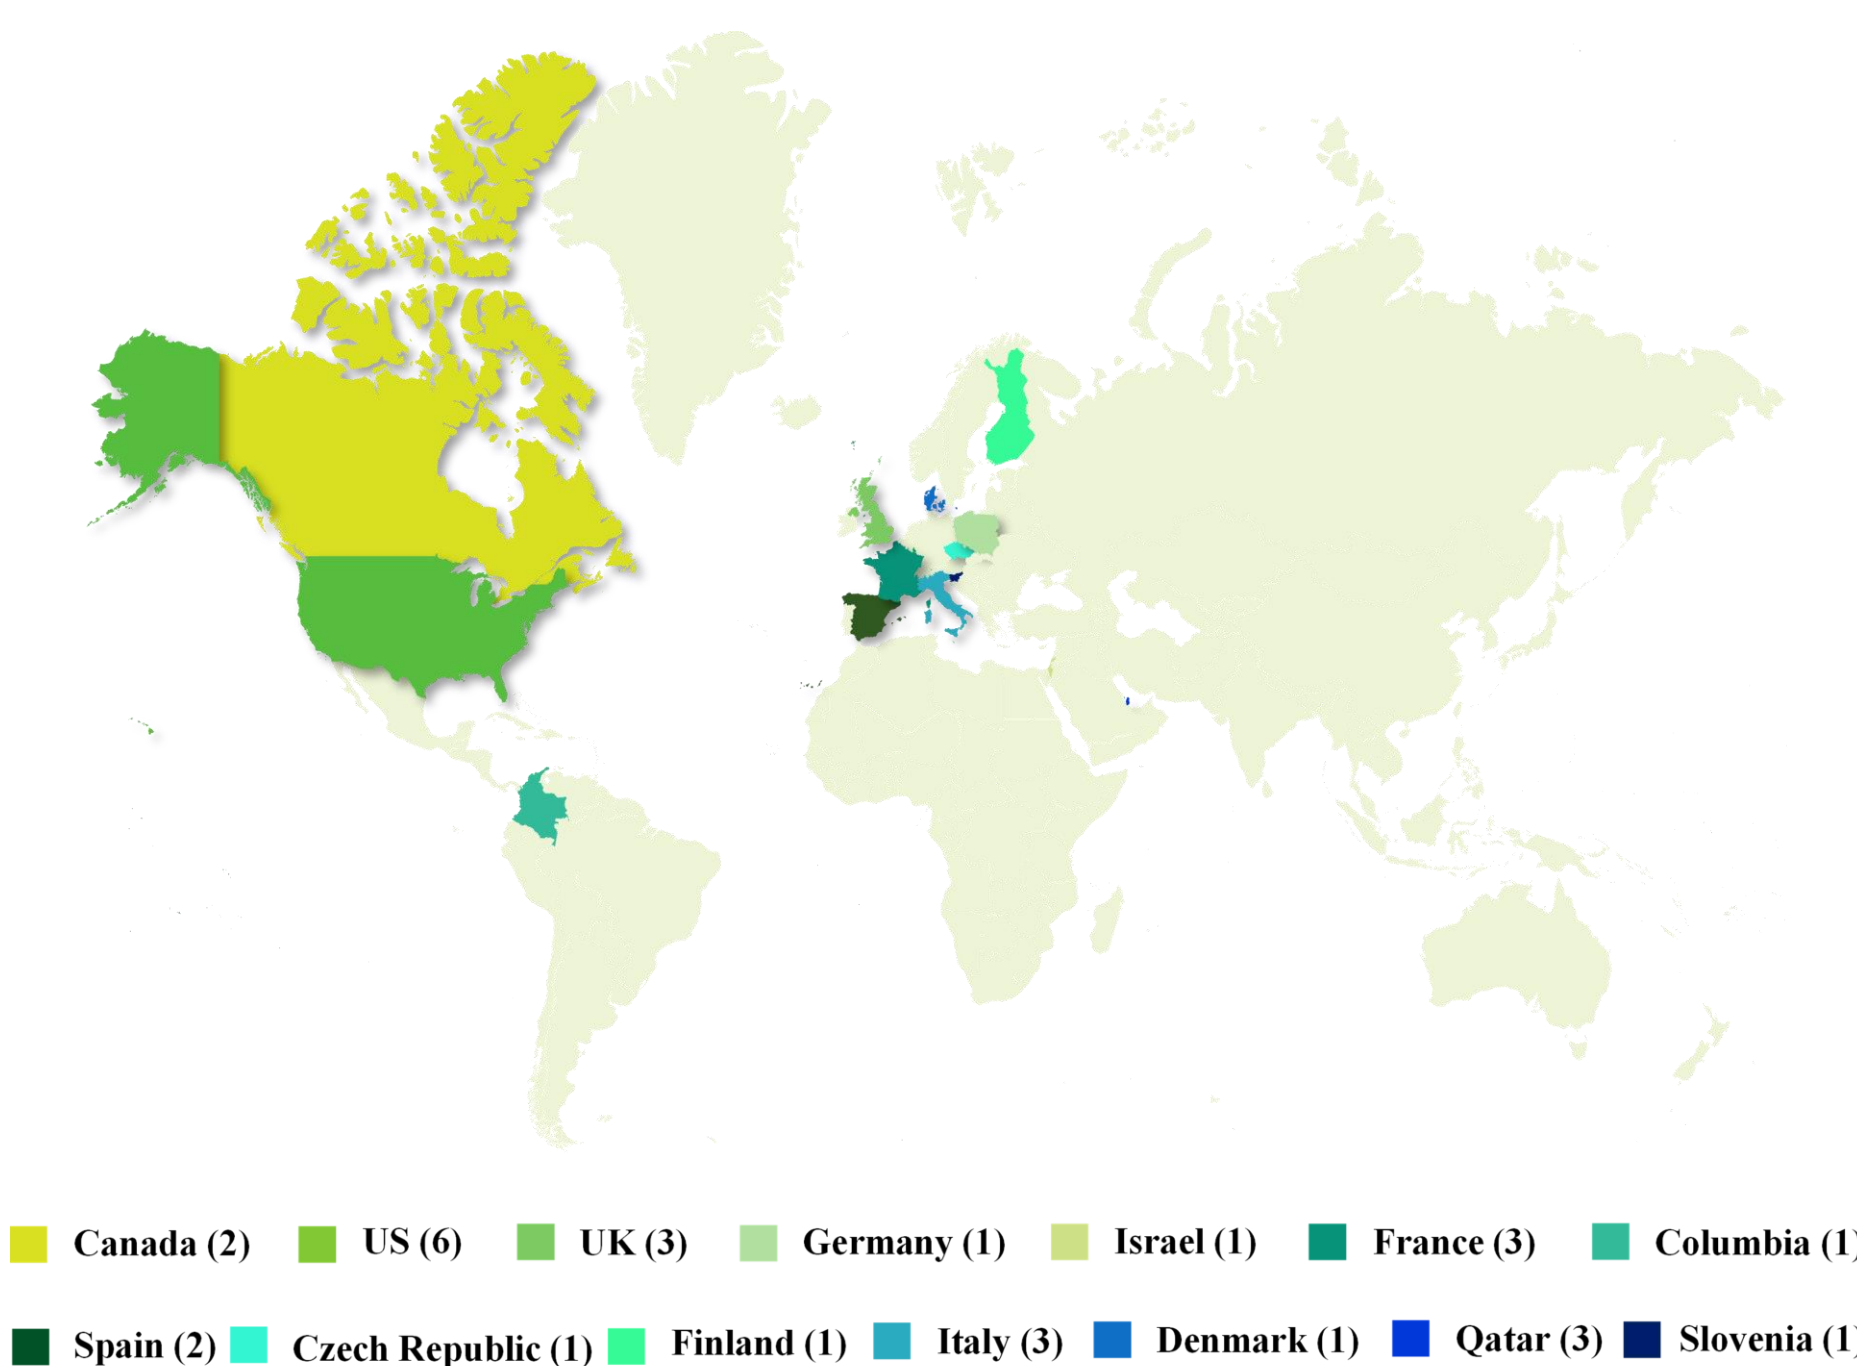 Canada (2) US (6) UK (3) Germany (1) Israel (1) France (3) Columbia (1)
Spain (2) Czech Republic (1) Finland (1) Italy (3) Denmark (1) Qatar (3) Slovenia (1)